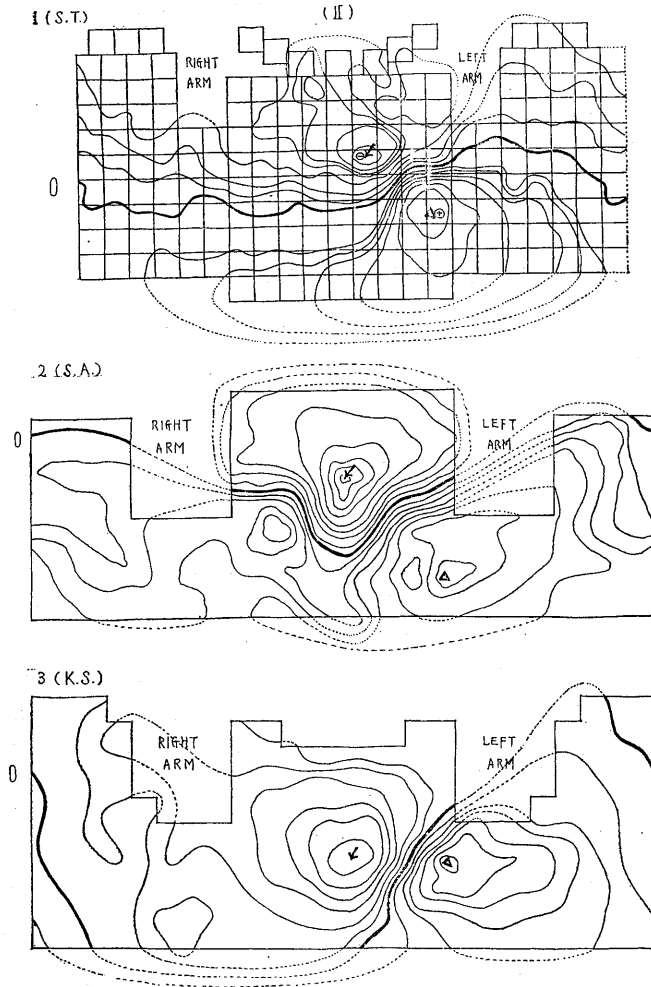 1 (S.T.)
(II)
RIGHT
ARM
LEFT
ARM
0
2 (S.A.)
RIGHT
ARM
LEFT
ARM
0
3 (K.S.)
RIGHT
ARM
LEFT
ARM
0